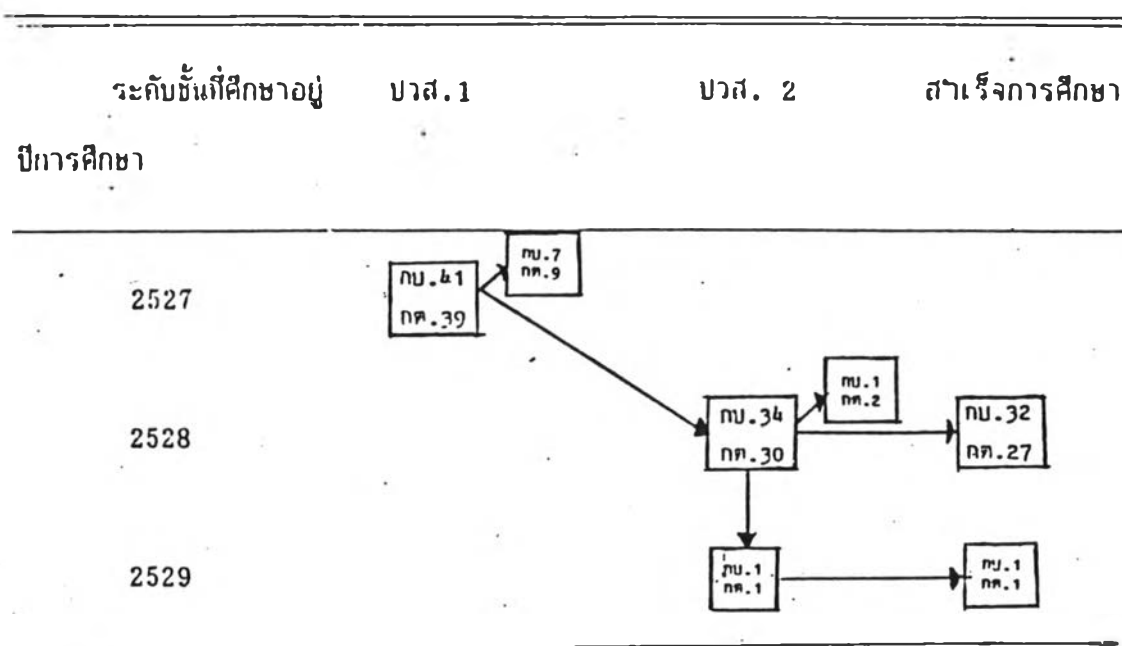 ระดับชั้นที่ศึกษาอยู่ ปวส.1 ปวส. 2 สำเร็จการศึกษา
ปีการศึกษา
กบ.7
กต.9
2527
กบ.41
กต.39
กบ.1
กต.2
2528
กบ.34
กต.30
กบ.32
กต.27
2529
กบ.1
กต.1
กบ.1
กต.1